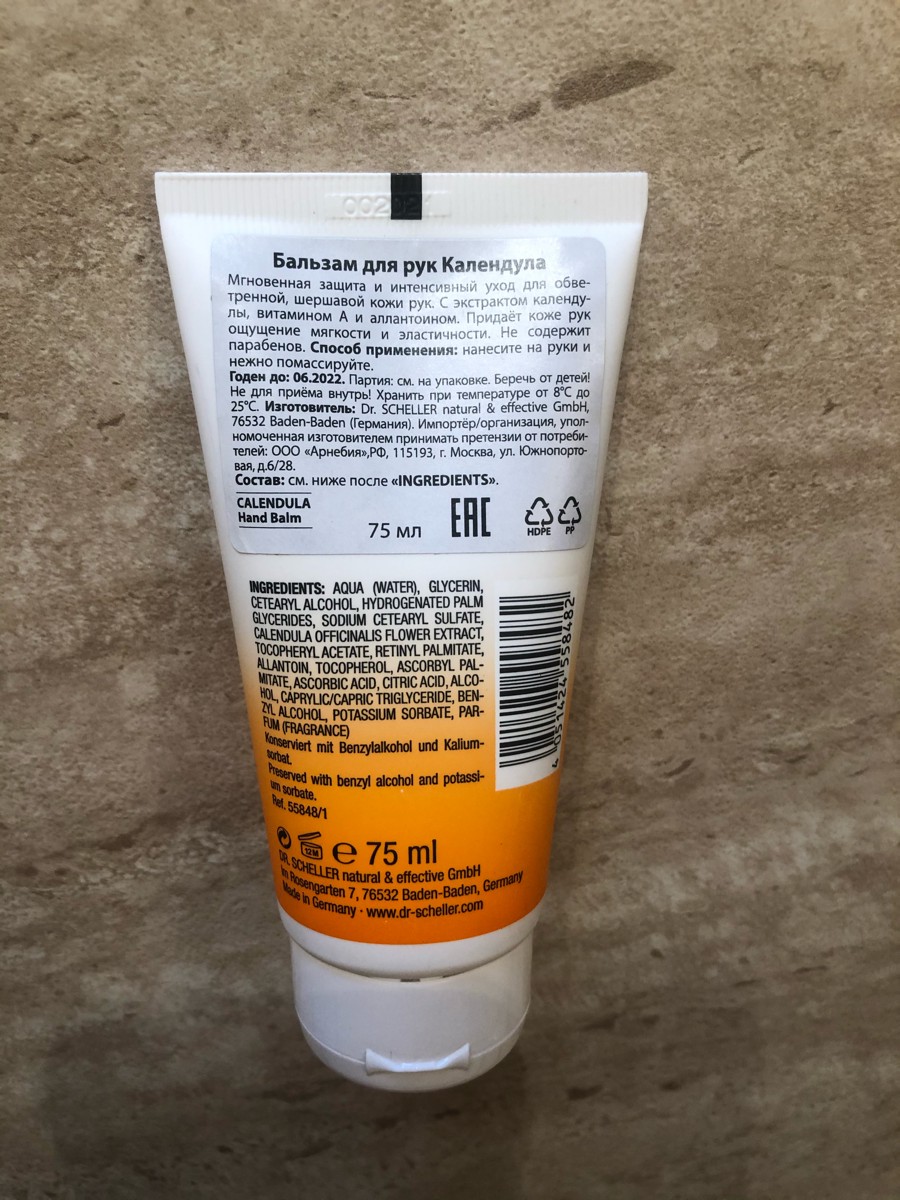 Бальзам для рук Календула
Мгновенная защита и интенсивный уход для обве-
тренной, шершавой кожи рук. С экстрактом календу-
лы, витамином А и аллантоином. Придаёт коже рук
ощущение мягкости и эластичности. Не содержит
парабенов. Способ применения: нанесите на руки и
нежно помассируйте.
Годен до: 06.2022. Партия: см. на упаковке. Беречь от детей!
Не для приёма внутрь! Хранить при температуре от 8°С до
25°С. Изготовитель: Dr. SCHELLER natural & effective GmbH,
76532 Baden-Baden (Германия). Импортёр/организация, упол-
номоченная изготовителем принимать претензии от потреби-
телей: ООО «Арнебия»,РФ, 115193, г. Москва, ул. Южнопорто-
вая, д.6/28.
Состав: см. ниже после «INGREDIENTS».
CALENDULA
Hand Balm
75 мл
EAC
HDPE
PP
INGREDIENTS: AQUA (WATER), GLYCERIN,
CETEARYL ALCOHOL, HYDROGENATED PALM
GLYCERIDES, SODIUM CETEARYL SULFATE,
CALENDULA OFFICINALIS FLOWER EXTRACT,
TOCOPHERYL ACETATE, RETINYL PALMITATE,
ALLANTOIN, TOCOPHEROL, ASCORBYL PAL-
MITATE, ASCORBIC ACID, CITRIC ACID, ALCO-
HOL, CAPRYLIC/CAPRIC TRIGLYCERIDE, BEN-
ZYL ALCOHOL, POTASSIUM SORBATE, PAR-
FUM (FRAGRANCE)
Konserviert mit Benzylalkohol und Kalium-
sorbat.
Preserved with benzyl alcohol and potassi-
um sorbate.
Ref. 55848/1
4 051424 558482
12M
e 75 ml
DR. SCHELLER natural & effective GmbH
Im Rosengarten 7, 76532 Baden-Baden, Germany
Made in Germany · www.dr-scheller.com